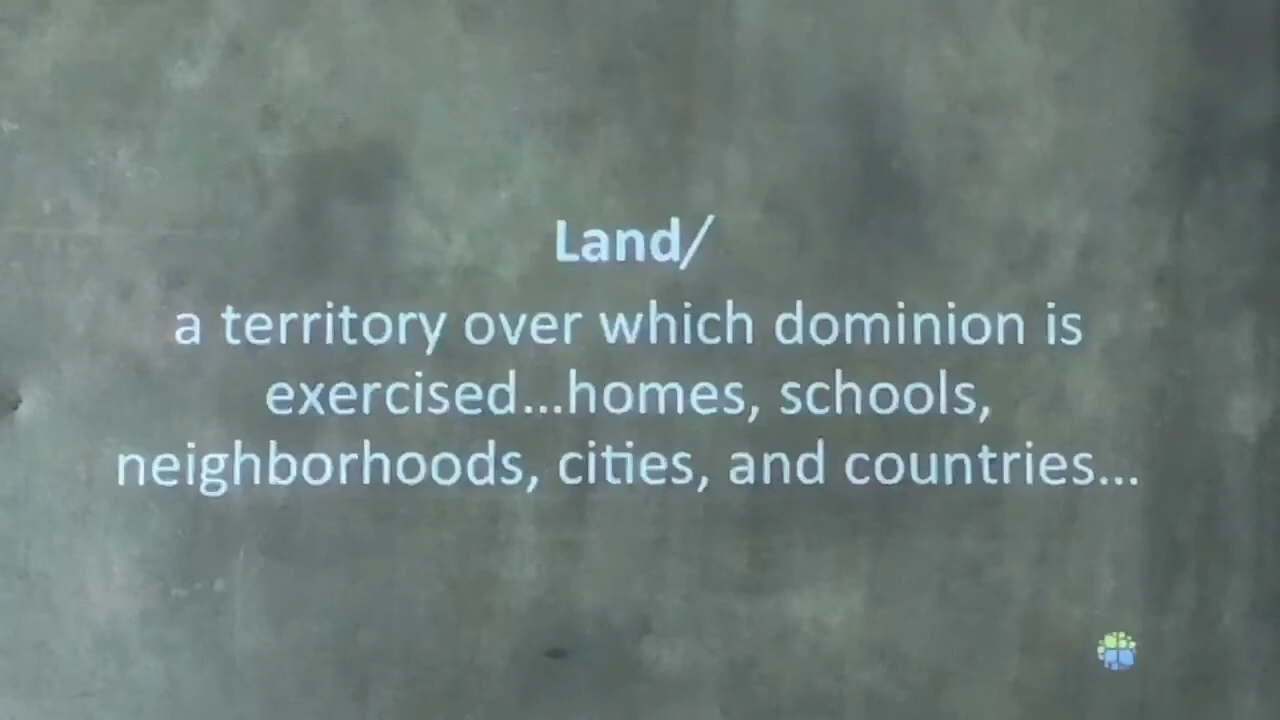 Land/
a territory over which dominion is
exercised...homes, schools,
neighborhoods, cities, and countries...